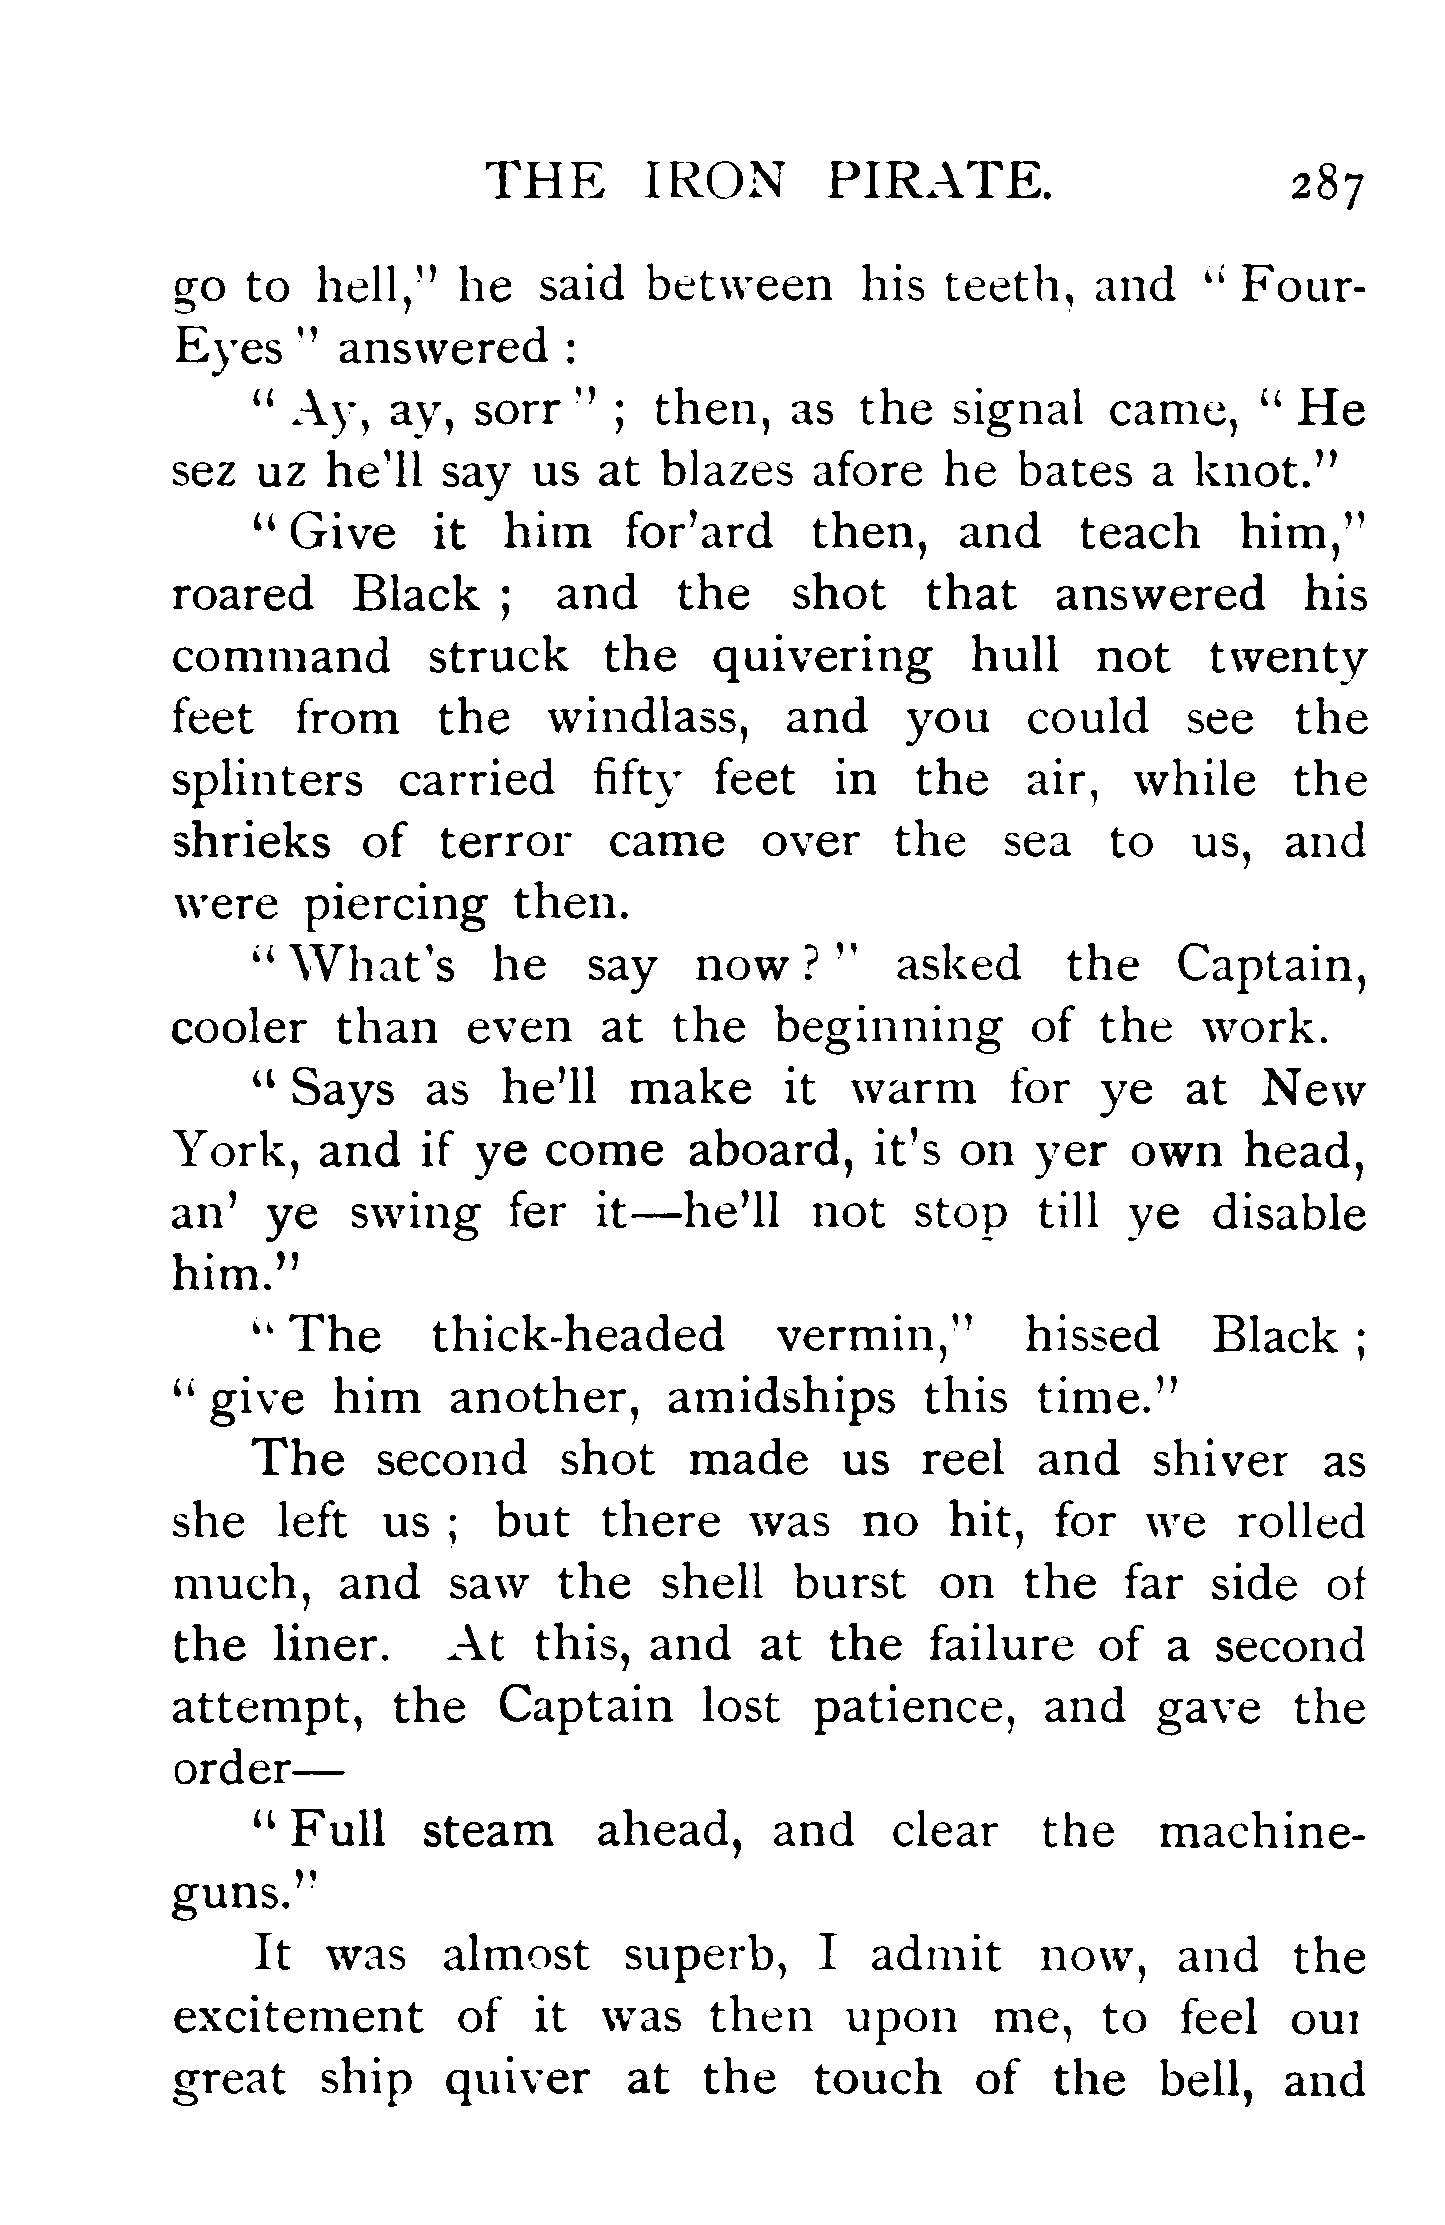 THE IRON PIRATE. 287
go to hell," he said between his teeth, and "Four-
Eyes" answered :
"Ay, ay, sorr" ; then, as the signal came, "He
sez uz he'll say us at blazes afore he bates a knot."
"Give it him for'ard then, and teach him,"
roared Black ; and the shot that answered his
command struck the quivering hull not twenty
feet from the windlass, and you could see the
splinters carried fifty feet in the air, while the
shrieks of terror came over the sea to us, and
were piercing then.
"What's he say now?" asked the Captain,
cooler than even at the beginning of the work.
"Says as he'll make it warm for ye at New
York, and if ye come aboard, it's on yer own head,
an' ye swing fer it—he'll not stop till ye disable
him."
"The thick-headed vermin," hissed Black ;
"give him another, amidships this time."
The second shot made us reel and shiver as
she left us ; but there was no hit, for we rolled
much, and saw the shell burst on the far side of
the liner. At this, and at the failure of a second
attempt, the Captain lost patience, and gave the
order—
"Full steam ahead, and clear the machine-
guns."
It was almost superb, I admit now, and the
excitement of it was then upon me, to feel our
great ship quiver at the touch of the bell, and